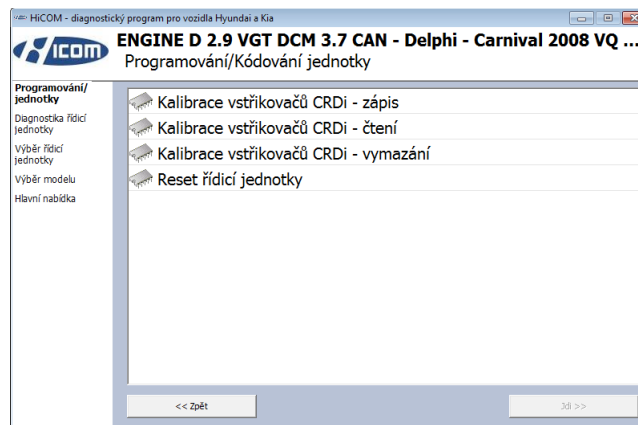 HiCOM - diagnostický program pro vozidla Hyundai a Kia
HICOM
ENGINE D 2.9 VGT DCM 3.7 CAN - Delphi - Carnival 2008 VQ ...
Programování/Kódování jednotky
Programování/
jednotky
Diagnostika řídicí
jednotky
Výběr řídicí
jednotky
Výběr modelu
Hlavní nabídka
Kalibrace vstřikovačů CRDi - zápis
Kalibrace vstřikovačů CRDi - čtení
Kalibrace vstřikovačů CRDi - vymazání
Reset řídicí jednotky
<< Zpět
Jdi >>